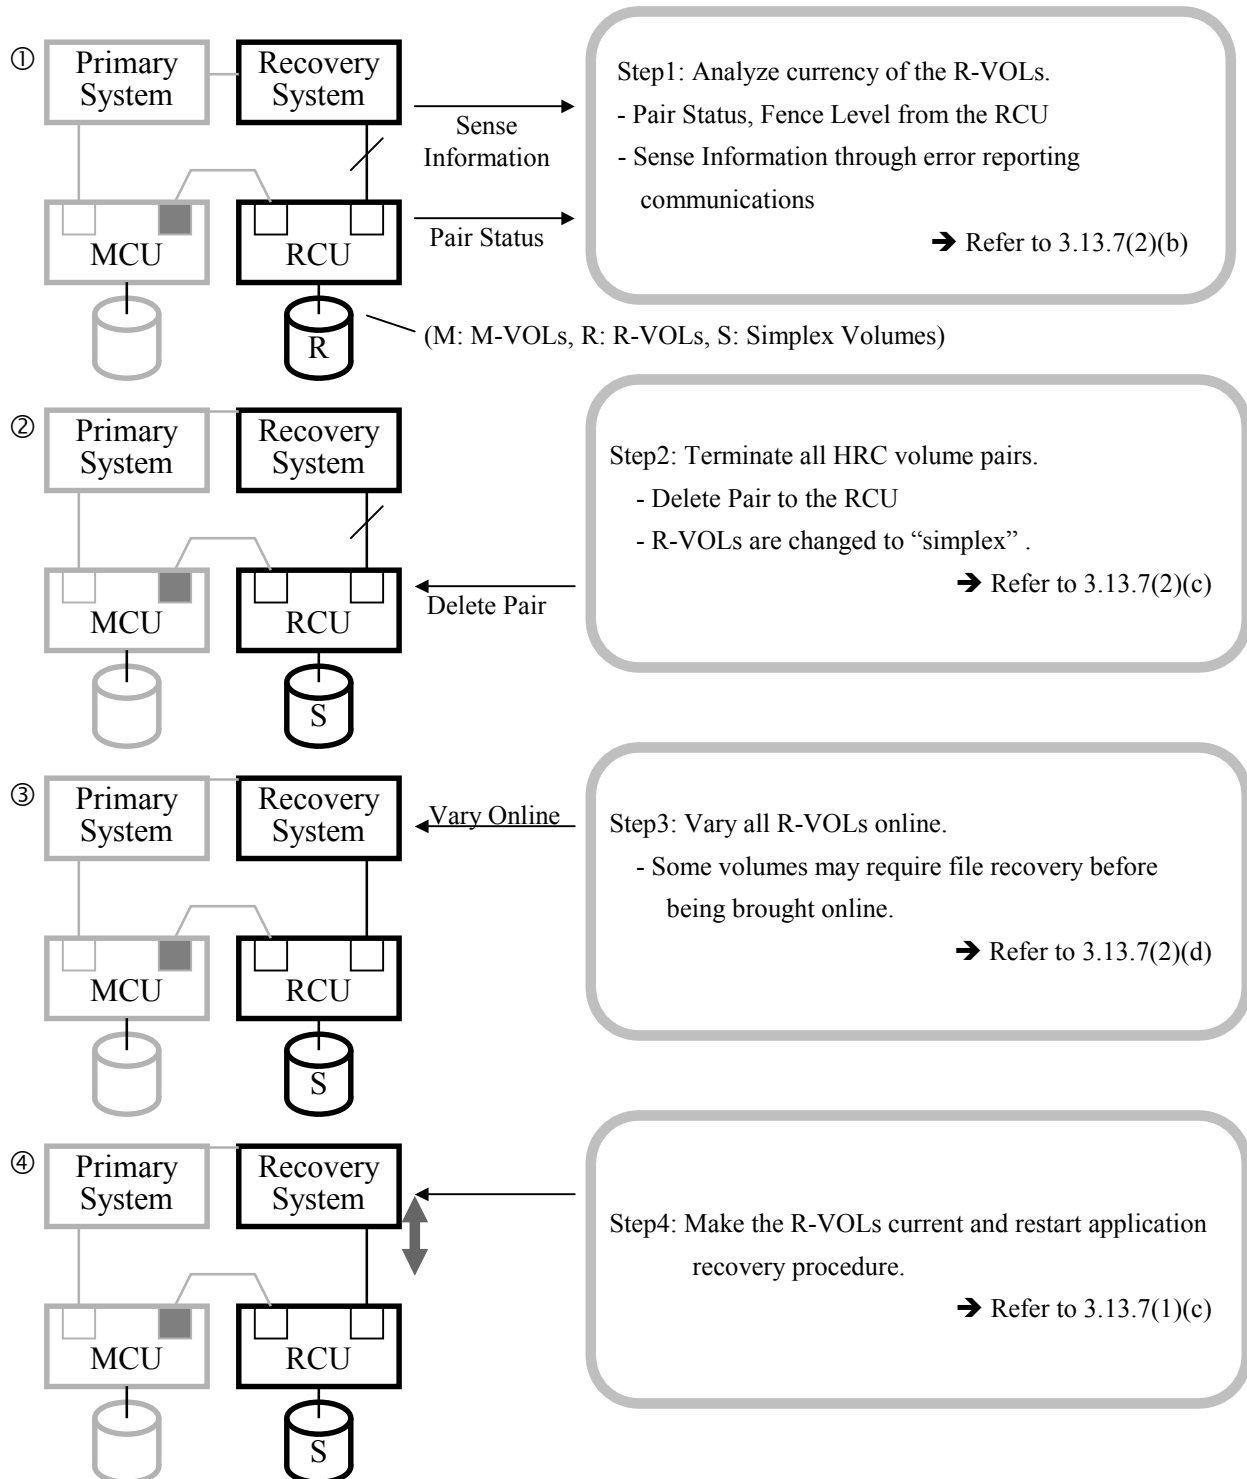 ①
Primary
System
Recovery
System
Sense
Information
Pair Status
MCU
RCU
R
(M: M-VOLs, R: R-VOLs, S: Simplex Volumes)
Step1: Analyze currency of the R-VOLs.
- Pair Status, Fence Level from the RCU
- Sense Information through error reporting
communications
➔ Refer to 3.13.7(2)(b)
②
Primary
System
Recovery
System
MCU
RCU
Delete Pair
S
Step2: Terminate all HRC volume pairs.
- Delete Pair to the RCU
- R-VOLs are changed to “simplex” .
➔ Refer to 3.13.7(2)(c)
③
Primary
System
Recovery
System
Vary Online
MCU
RCU
S
Step3: Vary all R-VOLs online.
- Some volumes may require file recovery before
being brought online.
➔ Refer to 3.13.7(2)(d)
④
Primary
System
Recovery
System
MCU
RCU
S
Step4: Make the R-VOLs current and restart application
recovery procedure.
➔ Refer to 3.13.7(1)(c)